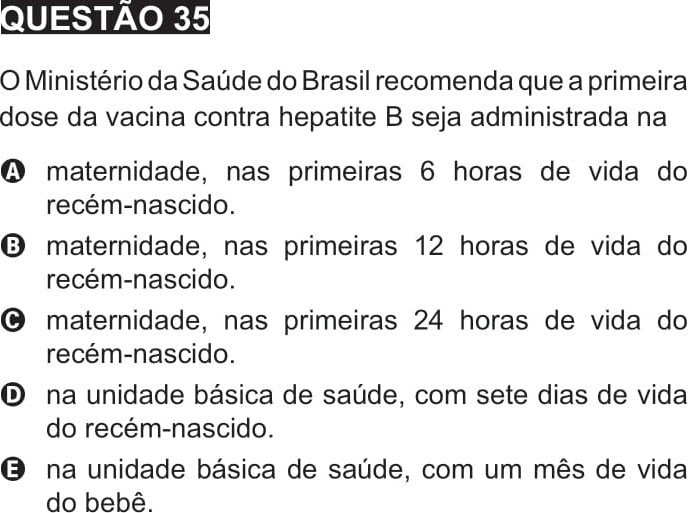 QUESTÃO 35
O Ministério da Saúde do Brasil recomenda que a primeira
dose da vacina contra hepatite B seja administrada na
A maternidade, nas primeiras 6 horas de vida do
recém-nascido.
B maternidade, nas primeiras 12 horas de vida do
recém-nascido.
C maternidade, nas primeiras 24 horas de vida do
recém-nascido.
D na unidade básica de saúde, com sete dias de vida
do recém-nascido.
E na unidade básica de saúde, com um mês de vida
do bebê.